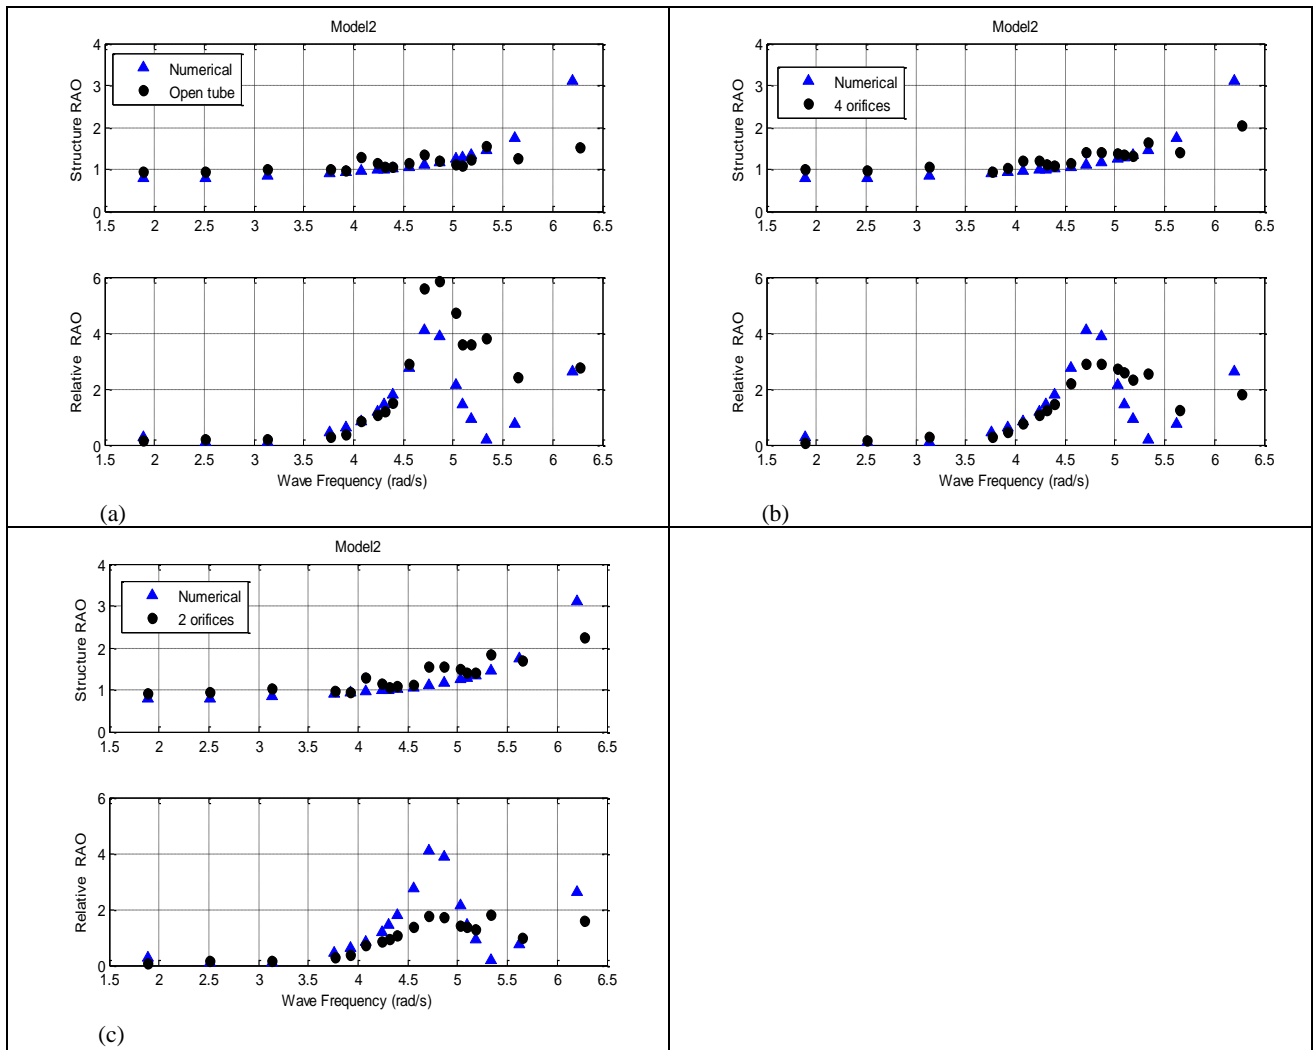 Model2
4
3
2
1
0
Structure RAO
Numerical
Open tube
1.5 2 2.5 3 3.5 4 4.5 5 5.5 6 6.5
6
4
2
0
Relative RAO
1.5 2 2.5 3 3.5 4 4.5 5 5.5 6 6.5
Wave Frequency (rad/s)
(a)
Model2
4
3
2
1
0
Structure RAO
Numerical
4 orifices
1.5 2 2.5 3 3.5 4 4.5 5 5.5 6 6.5
6
4
2
0
Relative RAO
1.5 2 2.5 3 3.5 4 4.5 5 5.5 6 6.5
Wave Frequency (rad/s)
(b)
Model2
4
3
2
1
0
Structure RAO
Numerical
2 orifices
1.5 2 2.5 3 3.5 4 4.5 5 5.5 6 6.5
6
4
2
0
Relative RAO
1.5 2 2.5 3 3.5 4 4.5 5 5.5 6 6.5
Wave Frequency (rad/s)
(c)